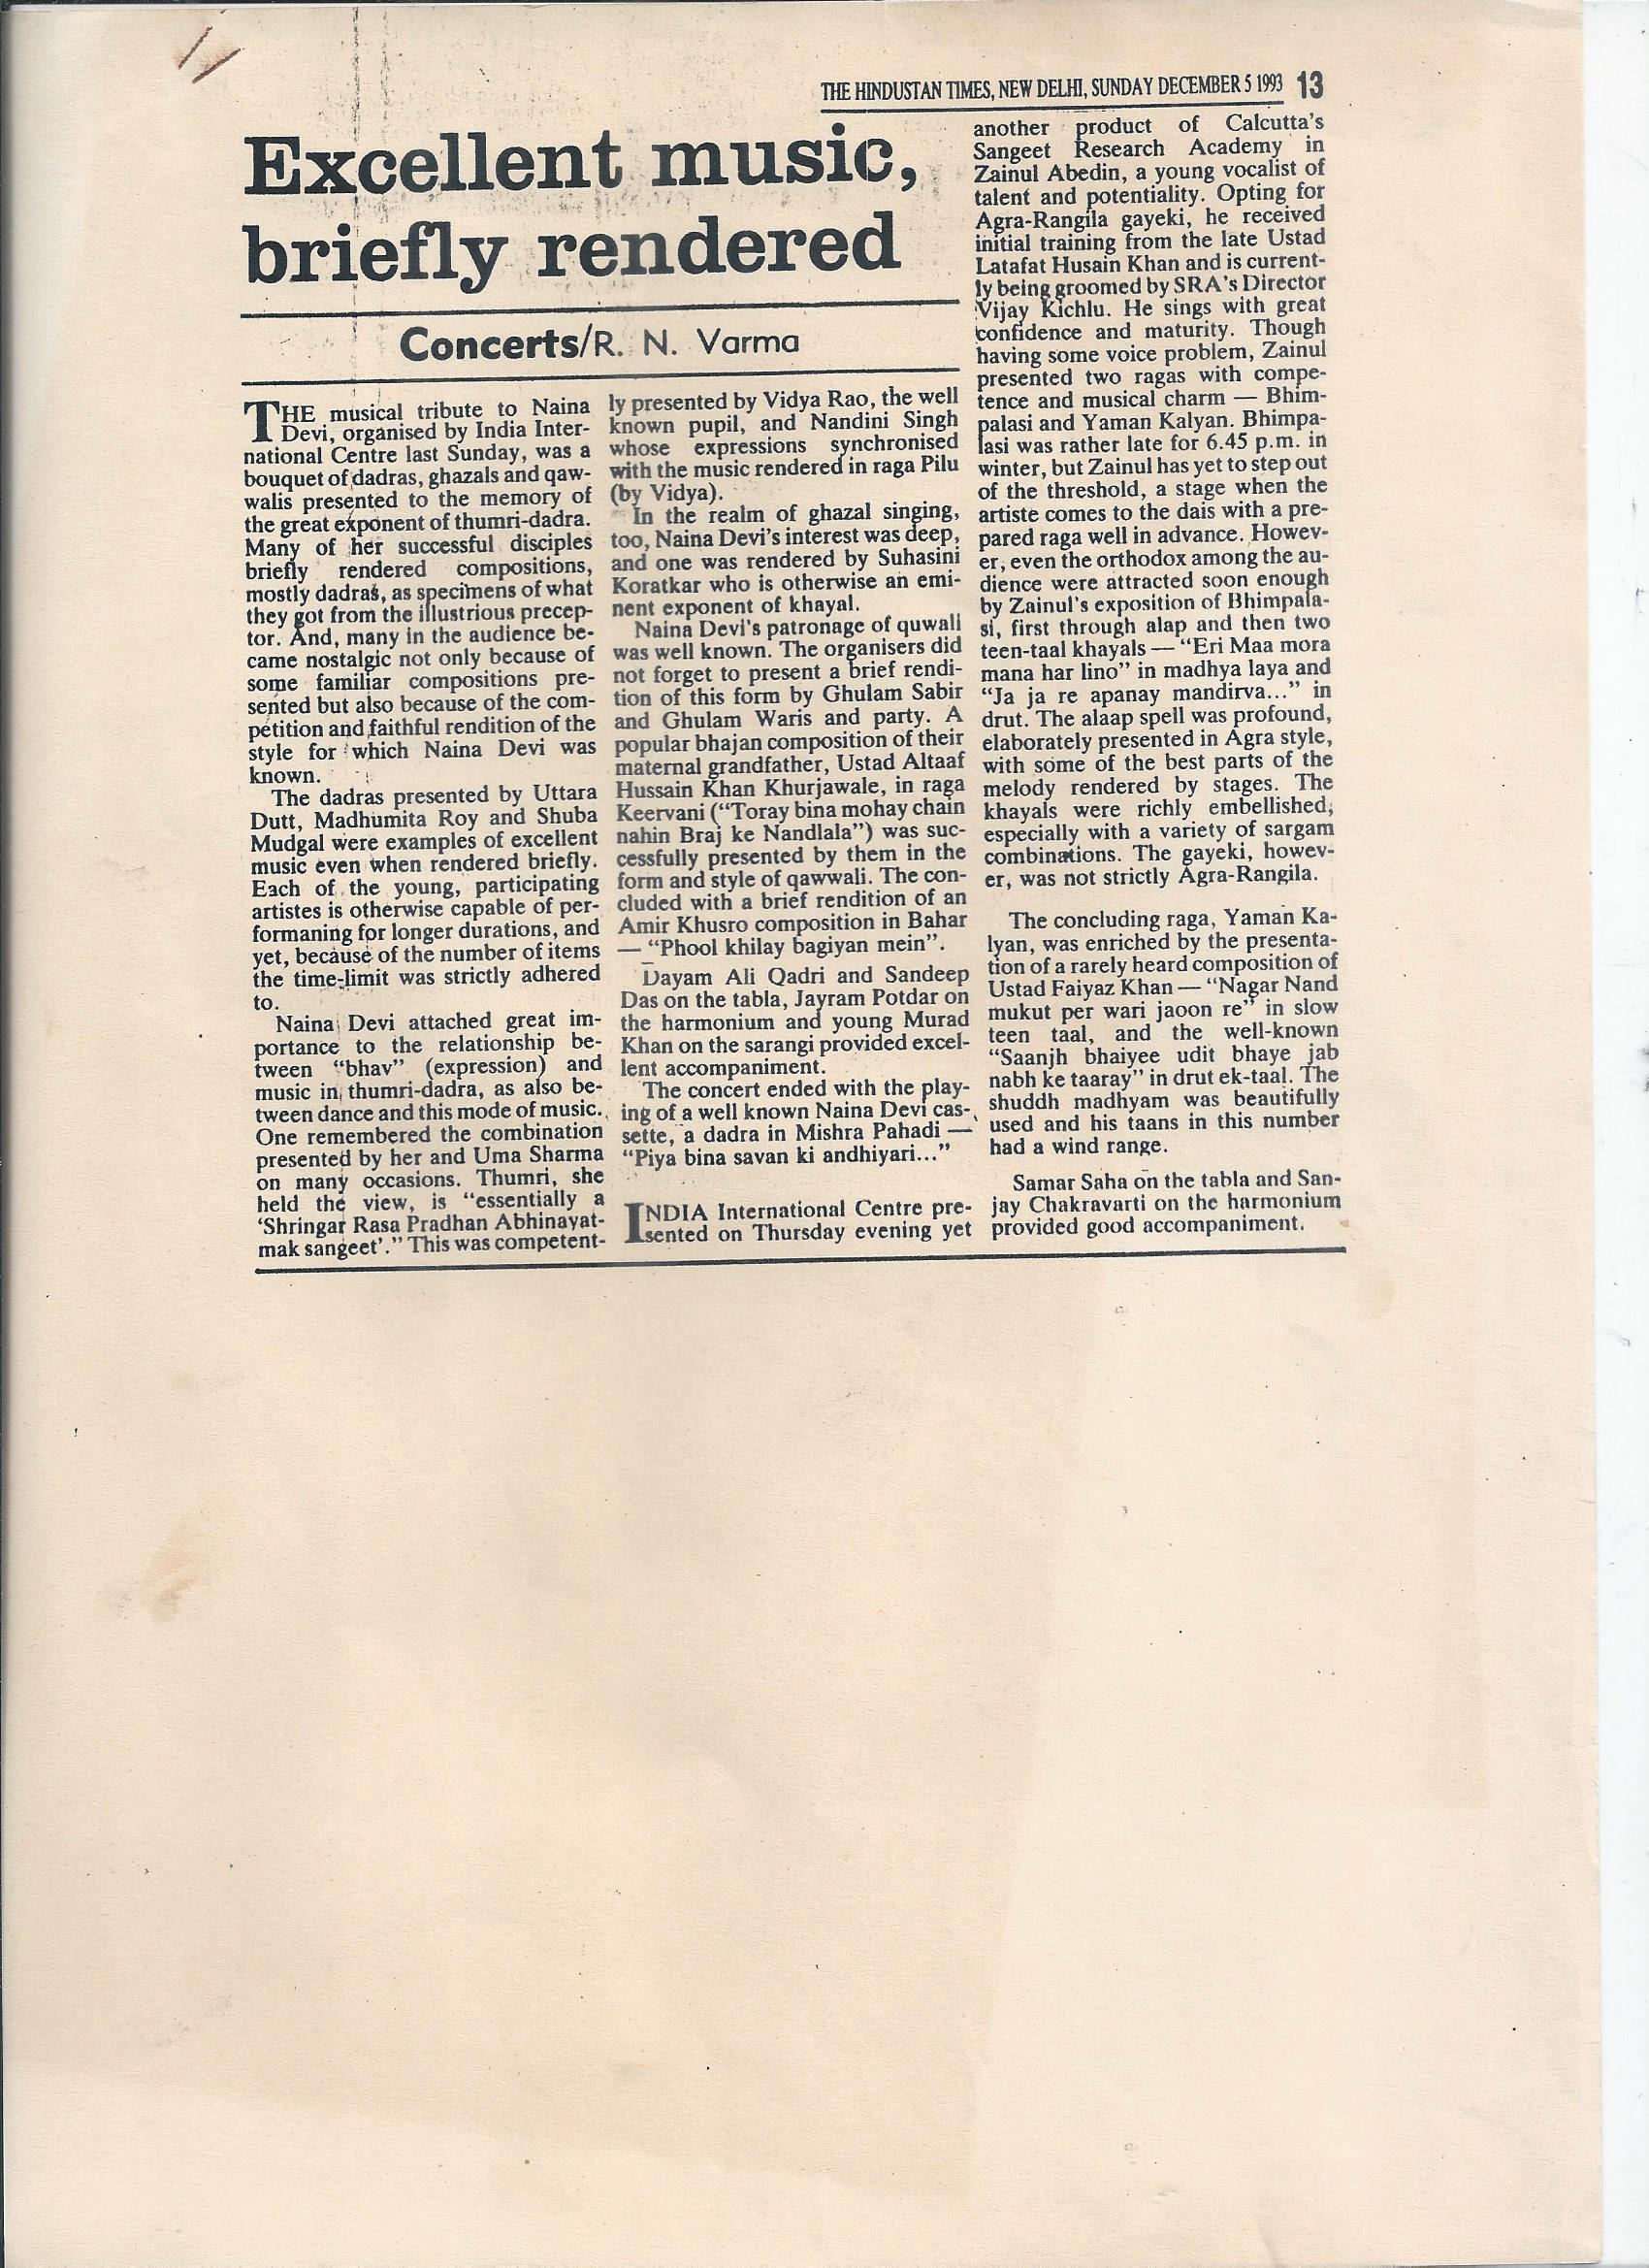 THE HINDUSTAN TIMES, NEW DELHI, SUNDAY DECEMBER 5 1993 13
Excellent music,
briefly rendered
Concerts/R. N. Varma
THE musical tribute to Naina
Devi, organised by India Inter-
national Centre last Sunday, was a
bouquet of dadras, ghazals and qaw-
walis presented to the memory of
the great exponent of thumri-dadra.
Many of her successful disciples
briefly rendered compositions,
mostly dadras, as specimens of what
they got from the illustrious precep-
tor. And, many in the audience be-
came nostalgic not only because of
some familiar compositions pre-
sented but also because of the com-
petition and faithful rendition of the
style for which Naina Devi was
known.
The dadras presented by Uttara
Dutt, Madhumita Roy and Shuba
Mudgal were examples of excellent
music even when rendered briefly.
Each of the young, participating
artistes is otherwise capable of per-
formaning for longer durations, and
yet, because of the number of items
the time-limit was strictly adhered
to.
Naina Devi attached great im-
portance to the relationship be-
tween “bhav” (expression) and
music in thumri-dadra, as also be-
tween dance and this mode of music.
One remembered the combination
presented by her and Uma Sharma
on many occasions. Thumri, she
held the view, is “essentially a
‘Shringar Rasa Pradhan Abhinayat-
mak sangeet’.” This was competent-
ly presented by Vidya Rao, the well
known pupil, and Nandini Singh
whose expressions synchronised
with the music rendered in raga Pilu
(by Vidya).
In the realm of ghazal singing,
too, Naina Devi's interest was deep,
and one was rendered by Suhasini
Koratkar who is otherwise an emi-
nent exponent of khayal.
Naina Devi's patronage of quwali
was well known. The organisers did
not forget to present a brief rendi-
tion of this form by Ghulam Sabir
and Ghulam Waris and party. A
popular bhajan composition of their
maternal grandfather, Ustad Altaaf
Hussain Khan Khurjawale, in raga
Keervani (“Toray bina mohay chain
nahin Braj ke Nandlala”) was suc-
cessfully presented by them in the
form and style of qawwali. The con-
cluded with a brief rendition of an
Amir Khusro composition in Bahar
— “Phool khilay bagiyan mein”.
Dayam Ali Qadri and Sandeep
Das on the tabla, Jayram Potdar on
the harmonium and young Murad
Khan on the sarangi provided excel-
lent accompaniment.
The concert ended with the play-
ing of a well known Naina Devi cas-
sette, a dadra in Mishra Pahadi —
“Piya bina savan ki andhiyari...”
INDIA International Centre pre-
sented on Thursday evening yet
another product of Calcutta's
Sangeet Research Academy in
Zainul Abedin, a young vocalist of
talent and potentiality. Opting for
Agra-Rangila gayeki, he received
initial training from the late Ustad
Latafat Husain Khan and is current-
ly being groomed by SRA's Director
Vijay Kichlu. He sings with great
confidence and maturity. Though
having some voice problem, Zainul
presented two ragas with compe-
tence and musical charm — Bhim-
palasi and Yaman Kalyan. Bhimpa-
lasi was rather late for 6.45 p.m. in
winter, but Zainul has yet to step out
of the threshold, a stage when the
artiste comes to the dais with a pre-
pared raga well in advance. Howev-
er, even the orthodox among the au-
dience were attracted soon enough
by Zainul's exposition of Bhimpala-
si, first through alap and then two
teen-taal khayals — “Eri Maa mora
mana har lino” in madhya laya and
“Ja ja re apanay mandirva...” in
drut. The alaap spell was profound,
elaborately presented in Agra style,
with some of the best parts of the
melody rendered by stages. The
khayals were richly embellished,
especially with a variety of sargam
combinations. The gayeki, howev-
er, was not strictly Agra-Rangila.
The concluding raga, Yaman Ka-
lyan, was enriched by the presenta-
tion of a rarely heard composition of
Ustad Faiyaz Khan — “Nagar Nand
mukut per wari jaoon re” in slow
teen taal, and the well-known
“Saanjh bhaiyee udit bhaye jab
nabh ke taaray” in drut ek-taal. The
shuddh madhyam was beautifully
used and his taans in this number
had a wind range.
Samar Saha on the tabla and San-
jay Chakravarti on the harmonium
provided good accompaniment.